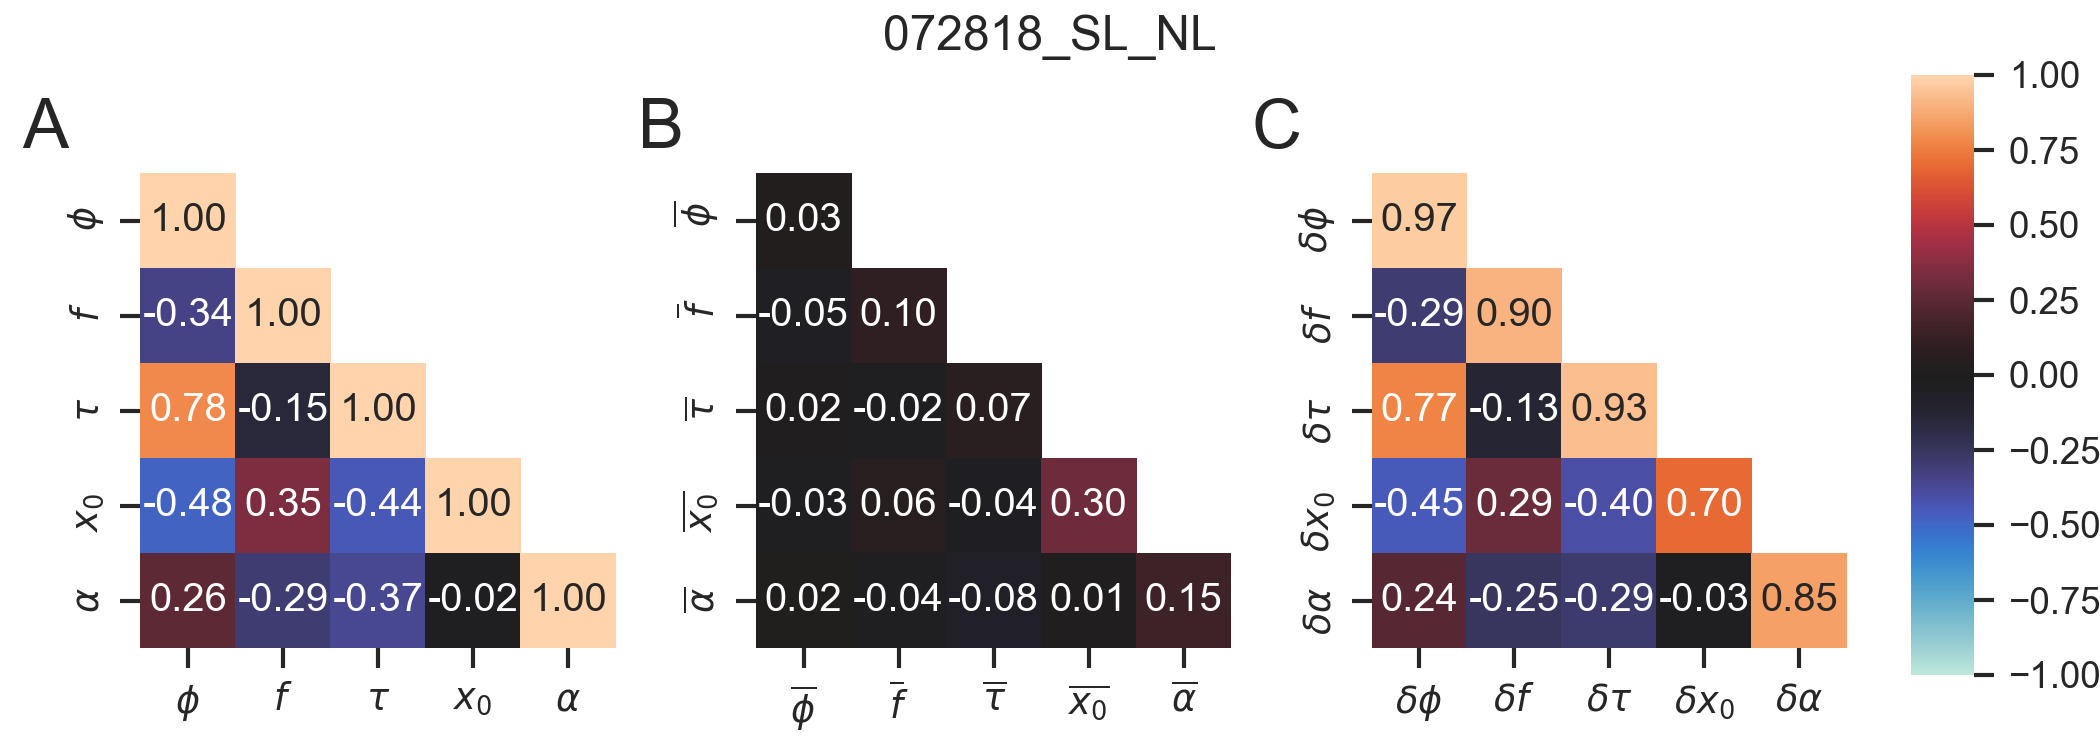 072818_SL_NL
A
B
C
ϕ 1.00
f -0.34 1.00
τ 0.78 -0.15 1.00
x₀ -0.48 0.35 -0.44 1.00
α 0.26 -0.29 -0.37 -0.02 1.00
ϕ f τ x₀ α
ϕ̅ 0.03
f̅ -0.05 0.10
τ̅ 0.02 -0.02 0.07
x̅₀̅ -0.03 0.06 -0.04 0.30
α̅ 0.02 -0.04 -0.08 0.01 0.15
ϕ̅ f̅ τ̅ x̅₀̅ α̅
δϕ 0.97
δf -0.29 0.90
δτ 0.77 -0.13 0.93
δx₀ -0.45 0.29 -0.40 0.70
δα 0.24 -0.25 -0.29 -0.03 0.85
δϕ δf δτ δx₀ δα
1.00
0.75
0.50
0.25
0.00
−0.25
−0.50
−0.75
−1.00